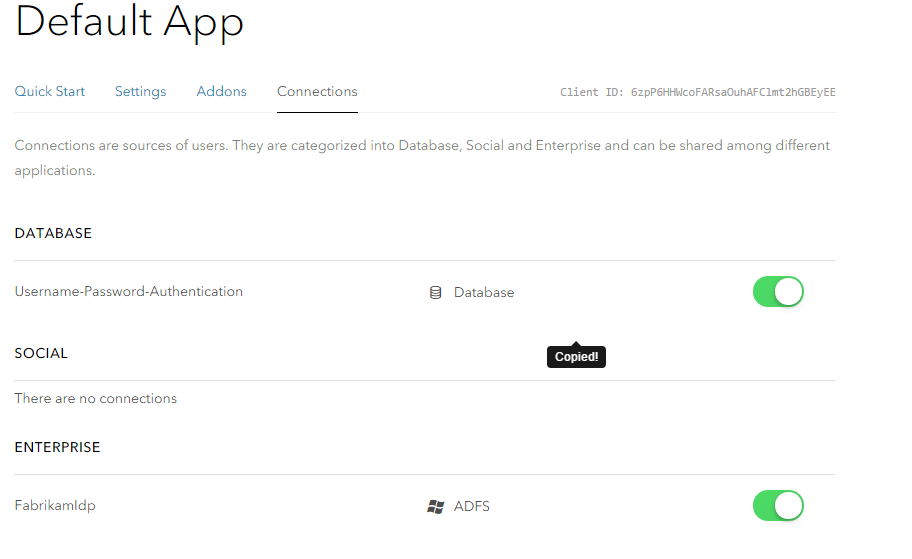 Default App
Quick Start Settings Addons Connections Client ID: 6zpP6HHWcoFARsaOuhAFClmt2hGBEyEE
Connections are sources of users. They are categorized into Database, Social and Enterprise and can be shared among different
applications.
DATABASE
Username-Password-Authentication Database
SOCIAL
Copied!
There are no connections
ENTERPRISE
FabrikamIdp ADFS